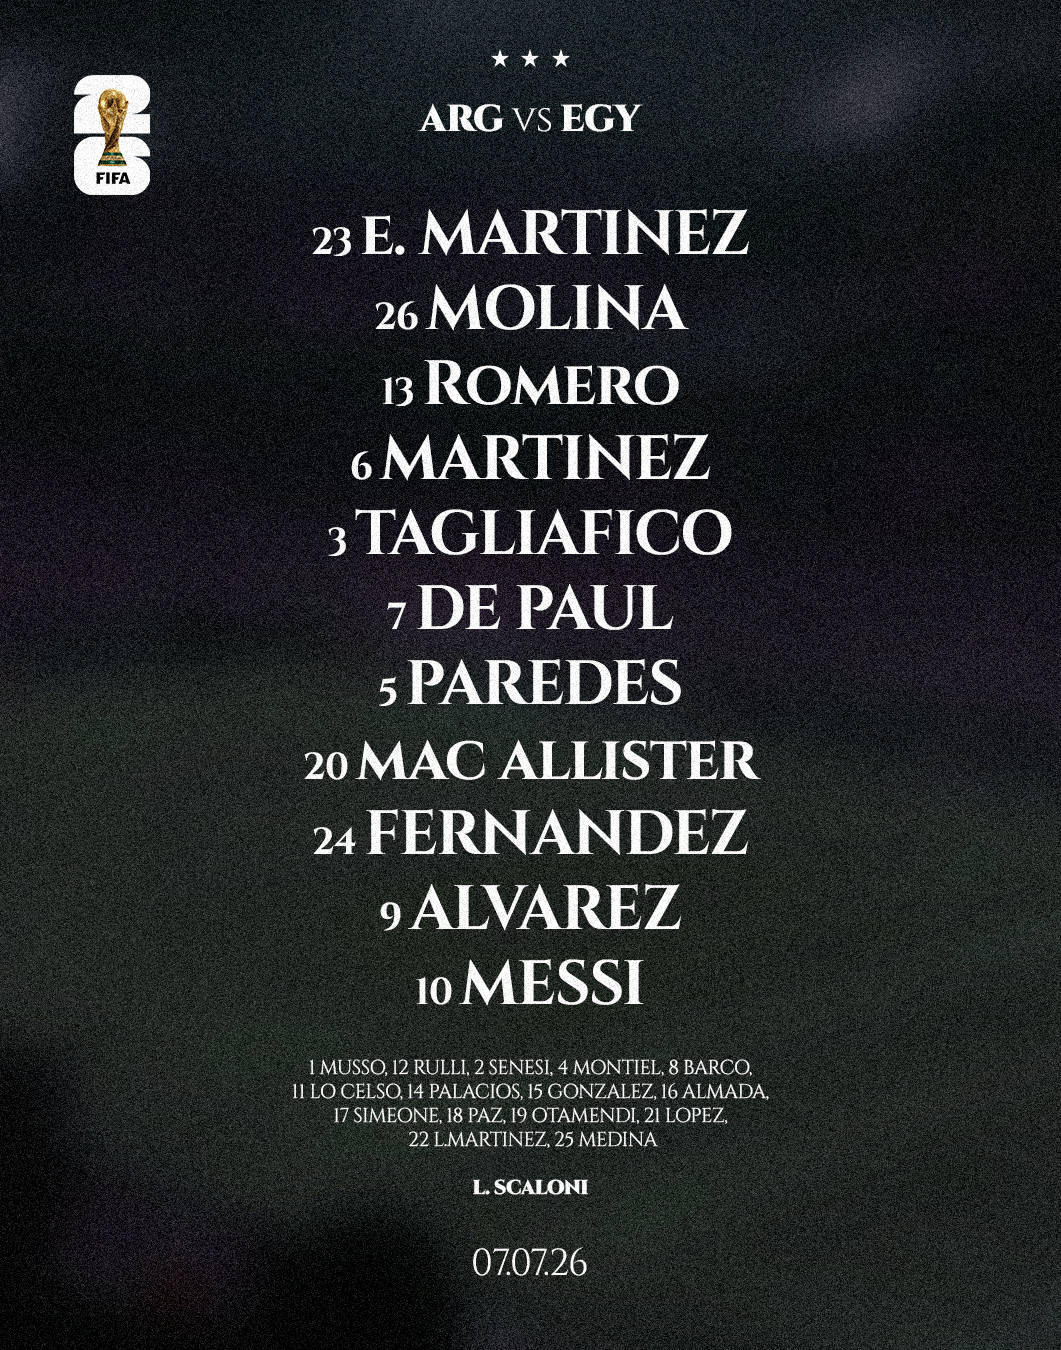 ★ ★ ★
ARG VS EGY
FIFA
23 E. MARTINEZ
26 MOLINA
13 ROMERO
6 MARTINEZ
3 TAGLIAFICO
7 DE PAUL
5 PAREDES
20 MAC ALLISTER
24 FERNANDEZ
9 ALVAREZ
10 MESSI
1 MUSSO, 12 RULLI, 2 SENESI, 4 MONTIEL, 8 BARCO,
11 LO CELSO, 14 PALACIOS, 15 GONZALEZ, 16 ALMADA,
17 SIMEONE, 18 PAZ, 19 OTAMENDI, 21 LOPEZ,
22 L.MARTINEZ, 25 MEDINA
L. SCALONI
07.07.26